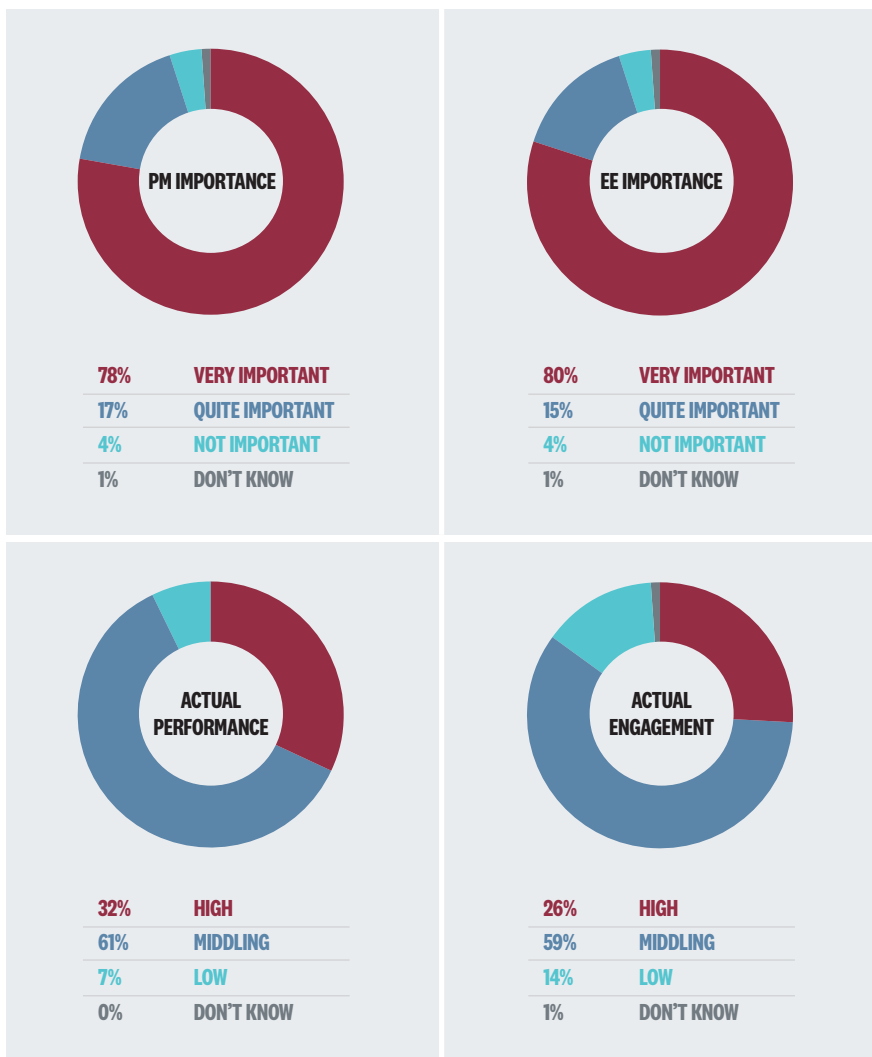 PM IMPORTANCE
78% VERY IMPORTANT
17% QUITE IMPORTANT
4% NOT IMPORTANT
1% DON’T KNOW
EE IMPORTANCE
80% VERY IMPORTANT
15% QUITE IMPORTANT
4% NOT IMPORTANT
1% DON’T KNOW
ACTUAL
PERFORMANCE
32% HIGH
61% MIDDLING
7% LOW
0% DON’T KNOW
ACTUAL
ENGAGEMENT
26% HIGH
59% MIDDLING
14% LOW
1% DON’T KNOW